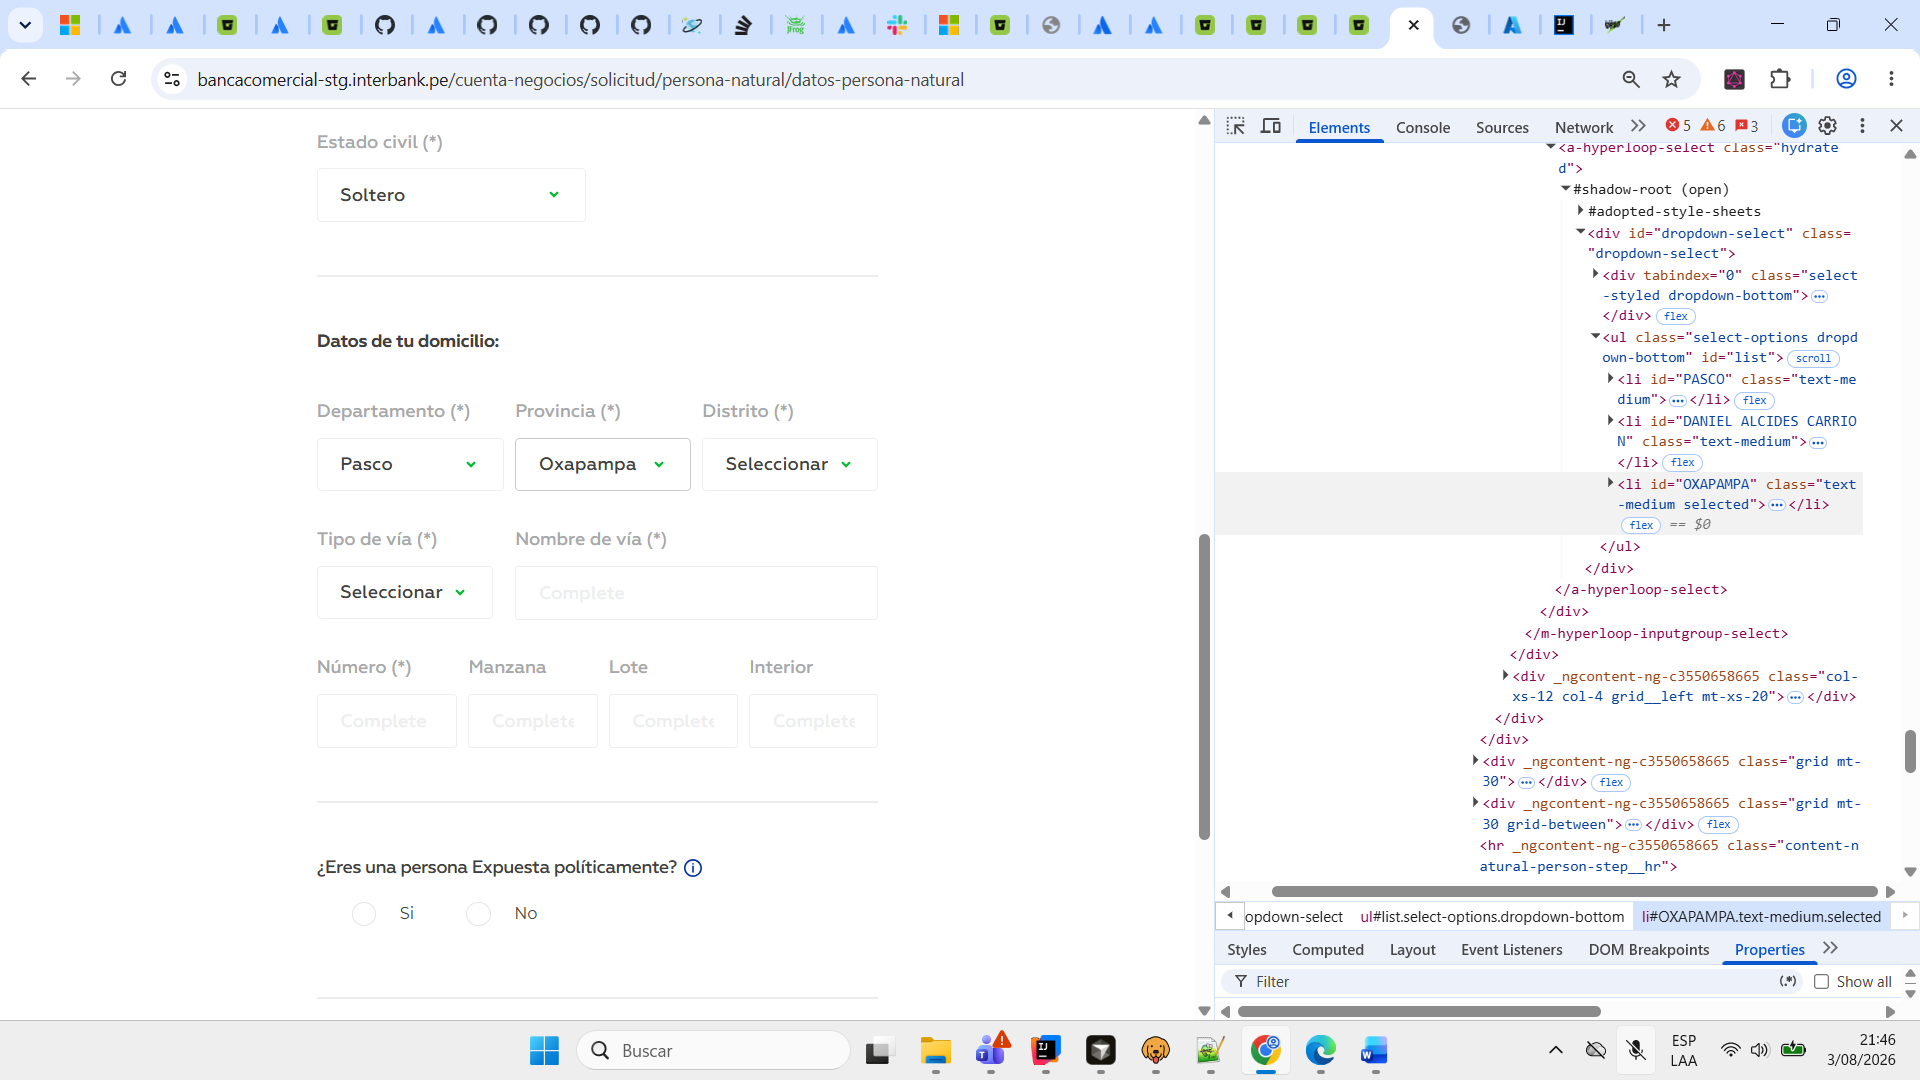 bancacomercial-stg.interbank.pe/cuenta-negocios/solicitud/persona-natural/datos-persona-natural
Estado civil (*)
Soltero
Datos de tu domicilio:
Departamento (*) Provincia (*) Distrito (*)
Pasco Oxapampa Seleccionar
Tipo de vía (*) Nombre de vía (*)
Seleccionar Complete
Número (*) Manzana Lote Interior
Complete Complete Complete Complete
¿Eres una persona Expuesta políticamente?
Si No
Elements Console Sources Network 5 6 3
<a-hyperloop-select class="hydrate
d">
#shadow-root (open)
#adopted-style-sheets
<div id="dropdown-select" class=
"dropdown-select">
<div tabindex="0" class="select
-styled dropdown-bottom">
</div> flex
<ul class="select-options dropd
own-bottom" id="list"> scroll
<li id="PASCO" class="text-me
dium"> </li> flex
<li id="DANIEL ALCIDES CARRIO
N" class="text-medium">
</li> flex
<li id="OXAPAMPA" class="text
-medium selected"> </li>
flex == $0
</ul>
</div>
</a-hyperloop-select>
</div>
</m-hyperloop-inputgroup-select>
</div>
<div _ngcontent-ng-c3550658665 class="col-
xs-12 col-4 grid__left mt-xs-20"> </div>
</div>
</div>
<div _ngcontent-ng-c3550658665 class="grid mt-
30"> </div> flex
<div _ngcontent-ng-c3550658665 class="grid mt-
30 grid-between"> </div> flex
<hr _ngcontent-ng-c3550658665 class="content-n
atural-person-step__hr">
opdown-select ul#list.select-options.dropdown-bottom li#OXAPAMPA.text-medium.selected
Styles Computed Layout Event Listeners DOM Breakpoints Properties
Filter (.*) Show all
Buscar
ESP
LAA
21:46
3/08/2026